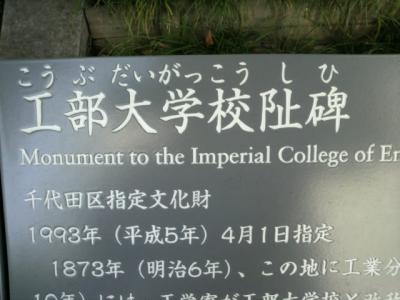 こうぶだいがっこうしひ
工部大学校阯碑
Monument to the Imperial College of En
千代田区指定文化財
1993年（平成5年）4月1日指定
1873年（明治6年）、この地に工業分